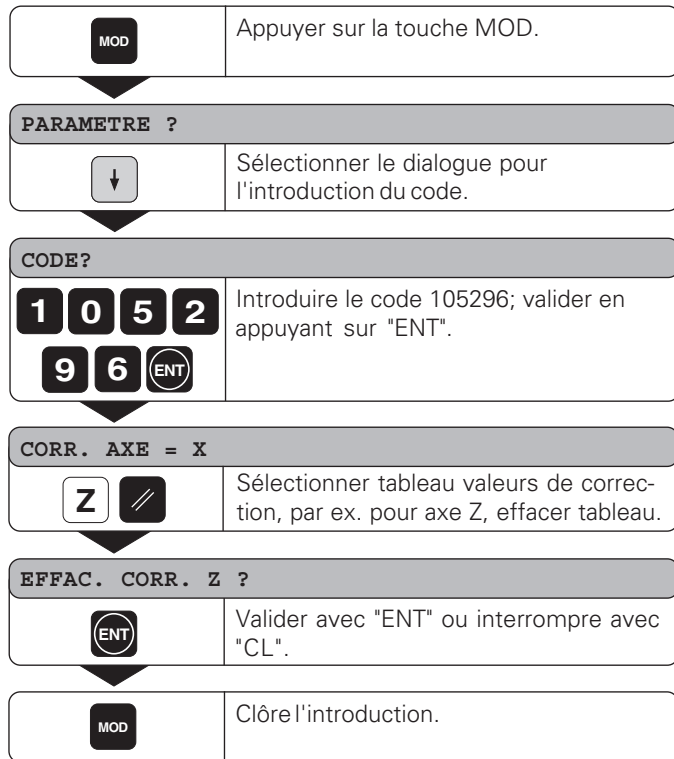 MOD
Appuyer sur la touche MOD.
PARAMETRE ?
Sélectionner le dialogue pour
l'introduction du code.
CODE?
1 0 5 2
9 6 ENT
Introduire le code 105296; valider en
appuyant sur "ENT".
CORR. AXE = X
Z
Sélectionner tableau valeurs de correc-
tion, par ex. pour axe Z, effacer tableau.
EFFAC. CORR. Z ?
ENT
Valider avec "ENT" ou interrompre avec
"CL".
MOD
Clôre l'introduction.